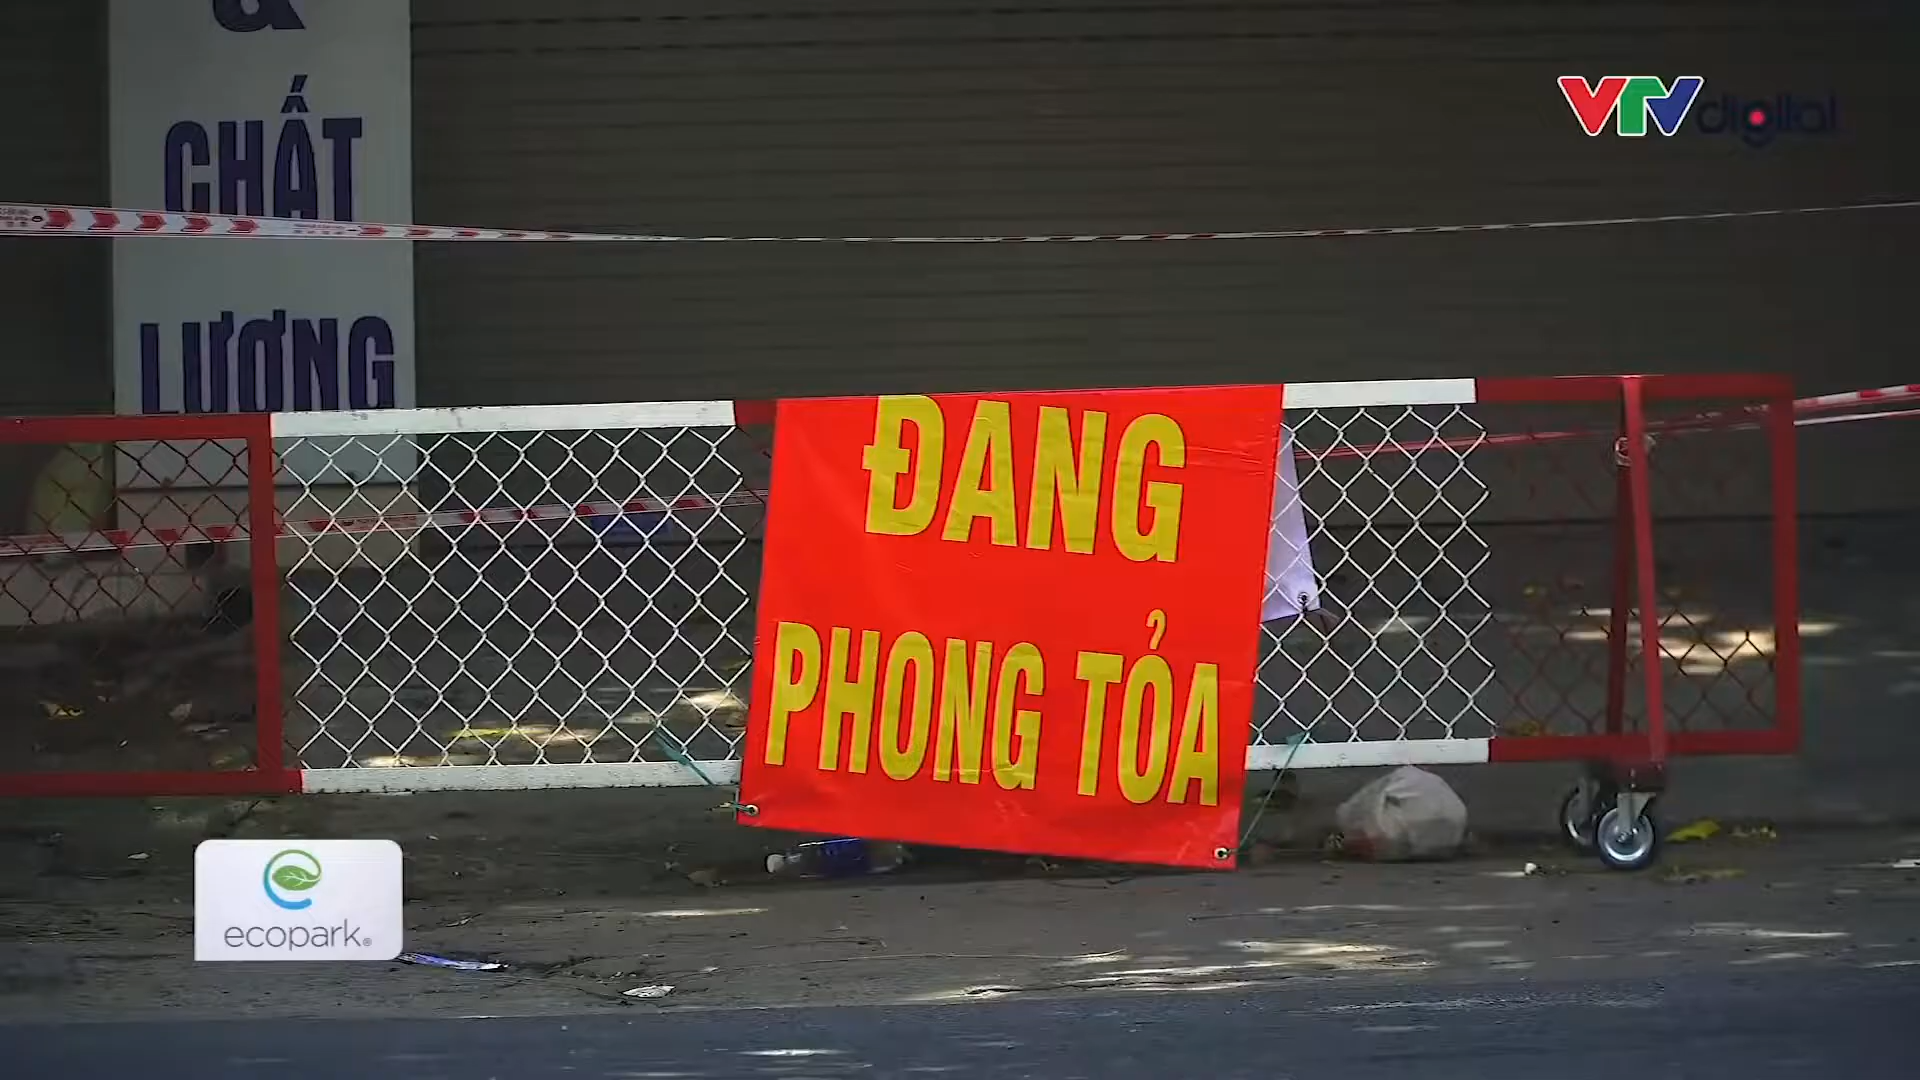 &
CHẤT
LƯỢNG
VTV digital
ĐANG
PHONG TỎA
ecopark